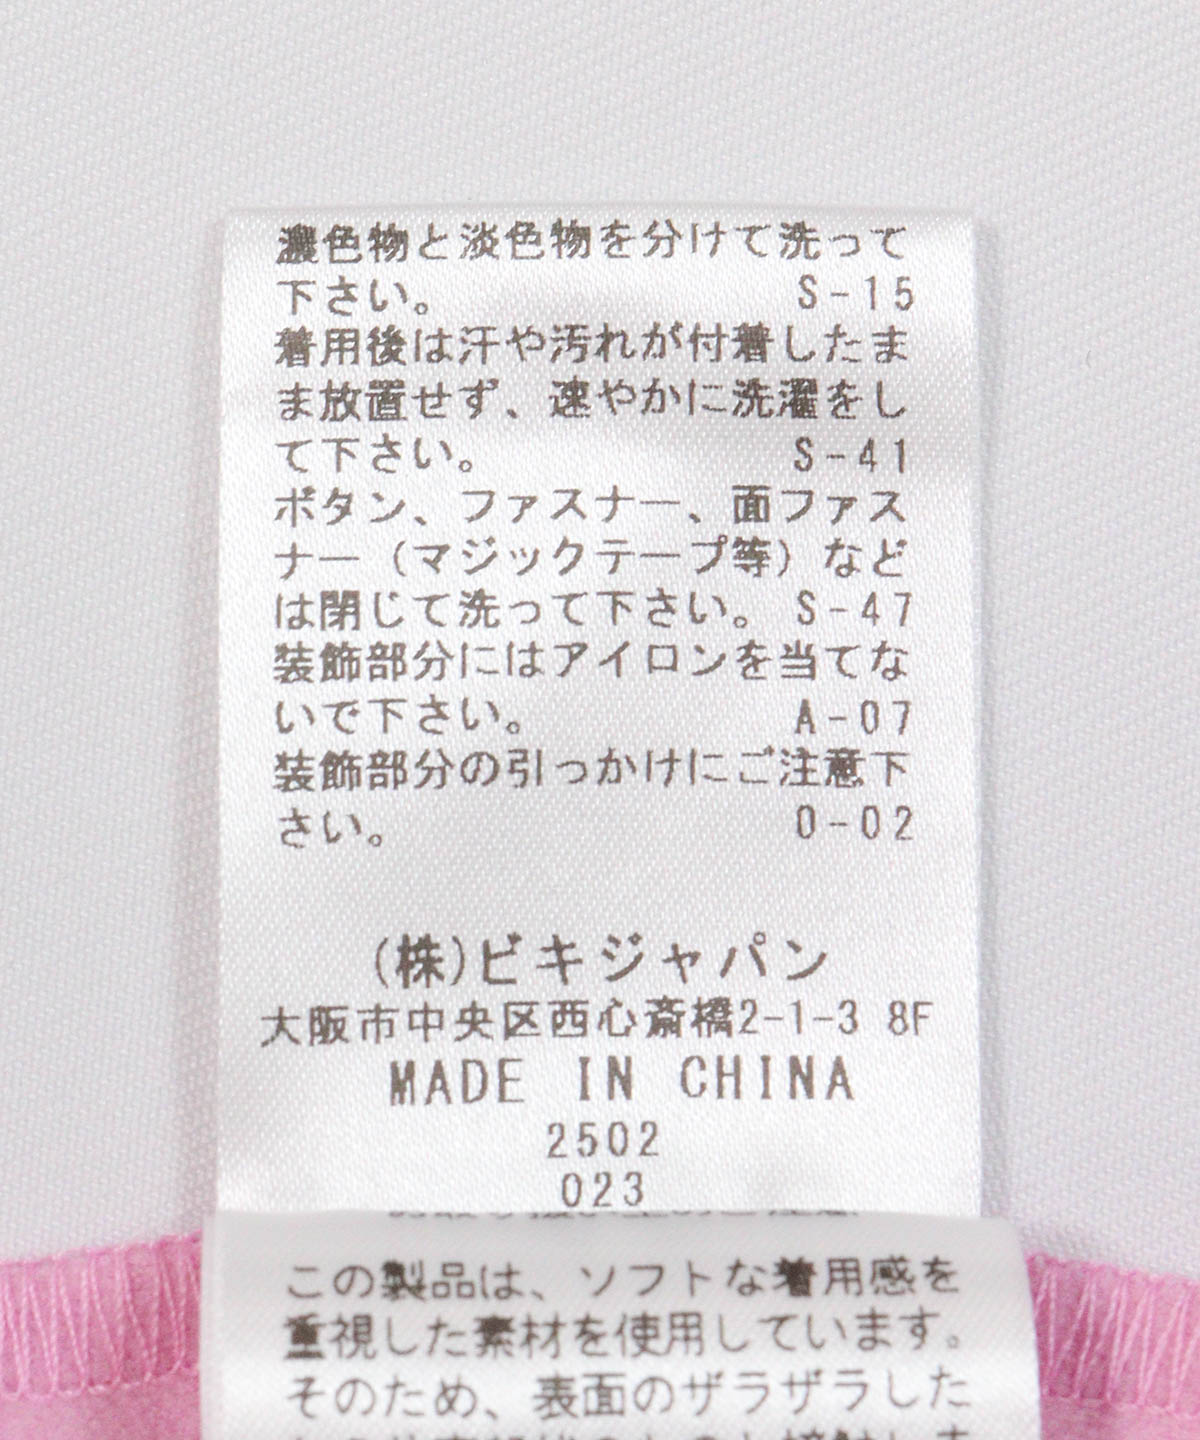 濃色物と淡色物を分けて洗って
下さい。 S-15
着用後は汗や汚れが付着したま
ま放置せず、速やかに洗濯をし
て下さい。 S-41
ボタン、ファスナー、面ファス
ナー（マジックテープ等）など
は閉じて洗って下さい。 S-47
装飾部分にはアイロンを当てな
いで下さい。 A-07
装飾部分の引っかけにご注意下
さい。 O-02
(株)ビキジャパン
大阪市中央区西心斎橋2-1-3 8F
MADE IN CHINA
2502
023
この製品は、ソフトな着用感を
重視した素材を使用しています。
そのため、表面のザラザラした